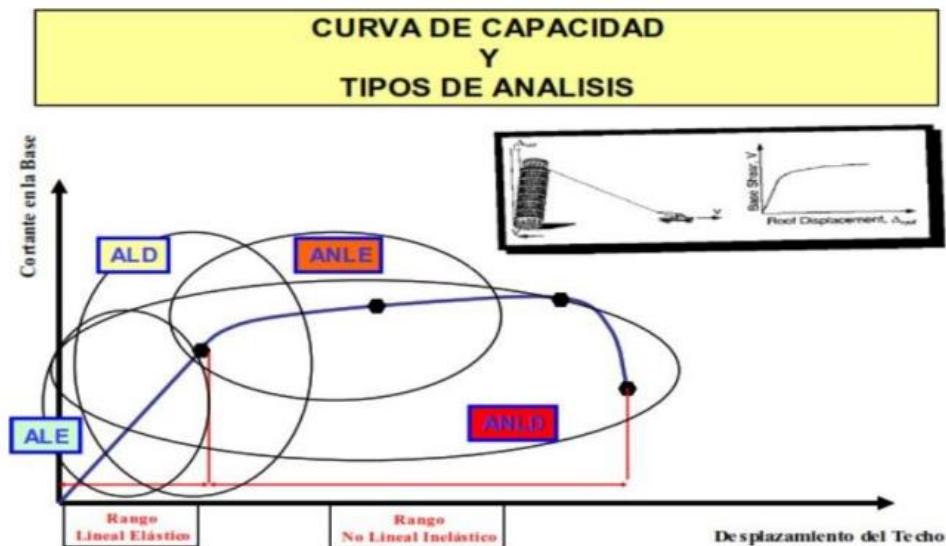 CURVA DE CAPACIDAD
Y
TIPOS DE ANALISIS
Cortante en la Base
Base Shear, V
Roof Displacement, Δroof
ALD
ANLE
ALE
ANLD
Rango
Lineal Elástico
Rango
No Lineal Inelástico
Desplazamiento del Techo